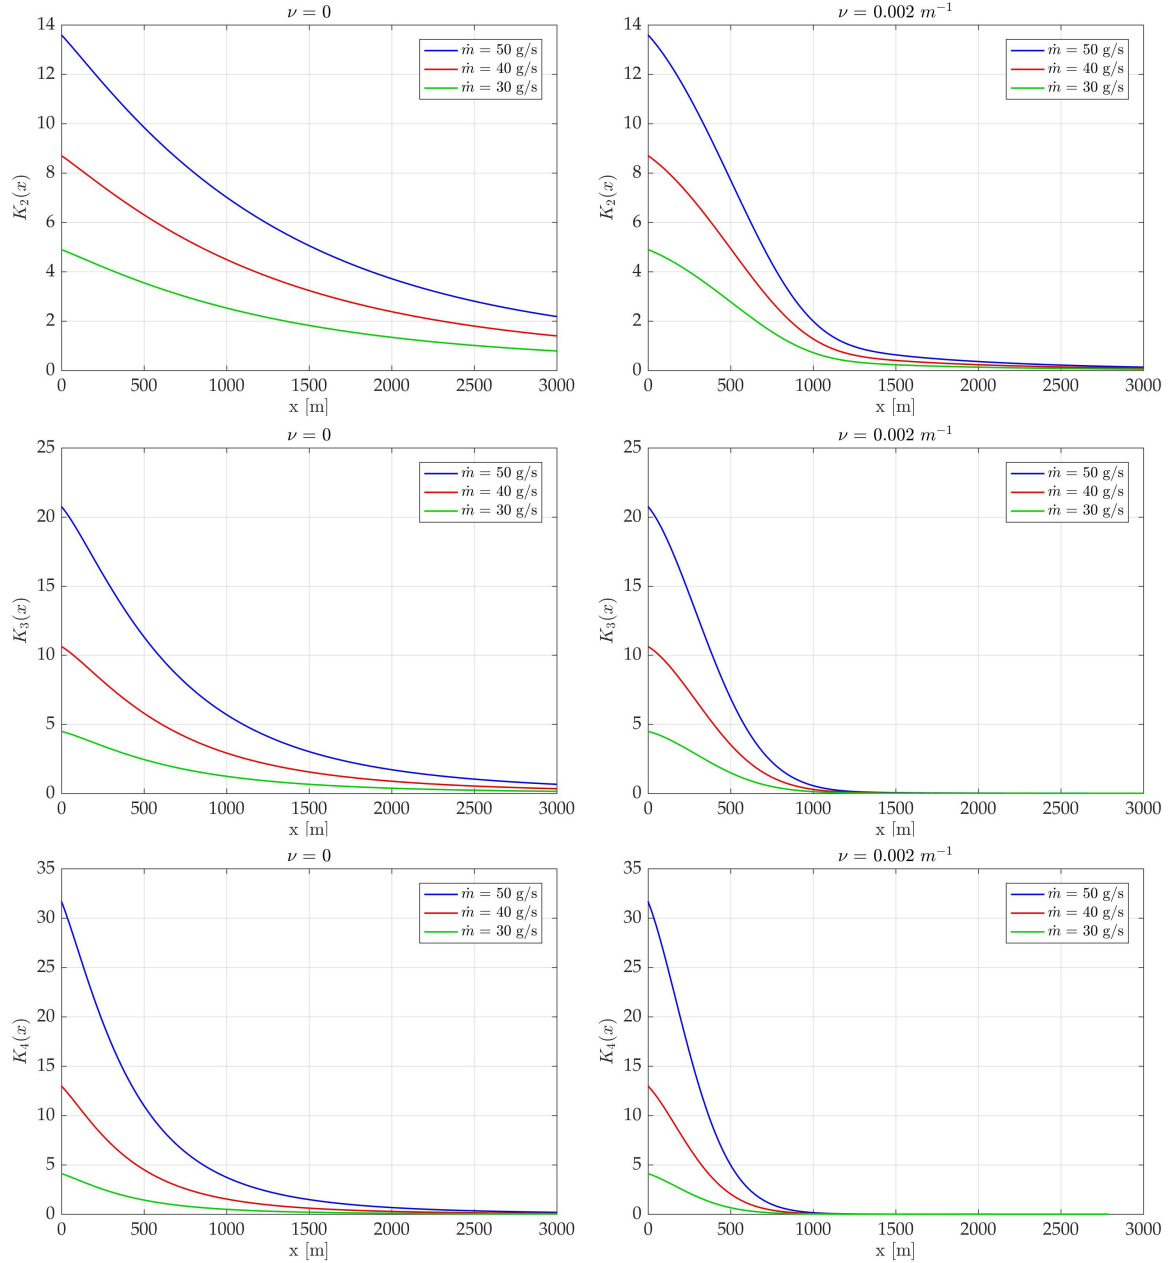 ν = 0
14
12
10
8
6
4
2
0
K₂(x)
ṁ = 50 g/s
ṁ = 40 g/s
ṁ = 30 g/s
0 500 1000 1500 2000 2500 3000
x [m]
ν = 0.002 m⁻¹
14
12
10
8
6
4
2
0
K₂(x)
ṁ = 50 g/s
ṁ = 40 g/s
ṁ = 30 g/s
0 500 1000 1500 2000 2500 3000
x [m]
ν = 0
25
20
15
10
5
0
K₃(x)
ṁ = 50 g/s
ṁ = 40 g/s
ṁ = 30 g/s
0 500 1000 1500 2000 2500 3000
x [m]
ν = 0.002 m⁻¹
25
20
15
10
5
0
K₃(x)
ṁ = 50 g/s
ṁ = 40 g/s
ṁ = 30 g/s
0 500 1000 1500 2000 2500 3000
x [m]
ν = 0
35
30
25
20
15
10
5
0
K₄(x)
ṁ = 50 g/s
ṁ = 40 g/s
ṁ = 30 g/s
0 500 1000 1500 2000 2500 3000
x [m]
ν = 0.002 m⁻¹
35
30
25
20
15
10
5
0
K₄(x)
ṁ = 50 g/s
ṁ = 40 g/s
ṁ = 30 g/s
0 500 1000 1500 2000 2500 3000
x [m]